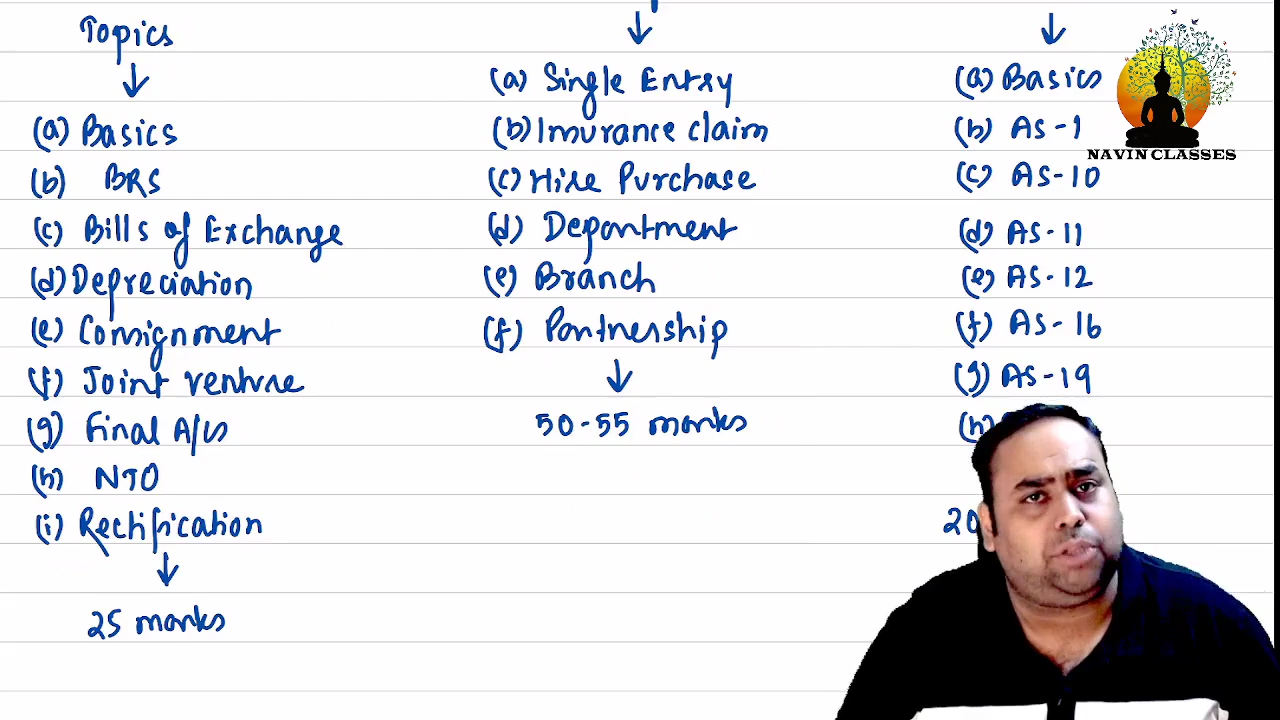 Topics
(a) Basics
(b) BRS
(c) Bills of Exchange
(d) Depreciation
(e) Consignment
(f) Joint venture
(g) Final A/cs
(h) NTO
(i) Rectification
25 marks
(a) Single Entry
(b) Insurance claim
(c) Hire Purchase
(d) Department
(e) Branch
(f) Partnership
50-55 marks
(a) Basics
(b) AS-1
(c) AS-10
(d) AS-11
(e) AS-12
(f) AS-16
(g) AS-19
(h)
20
NAVIN CLASSES